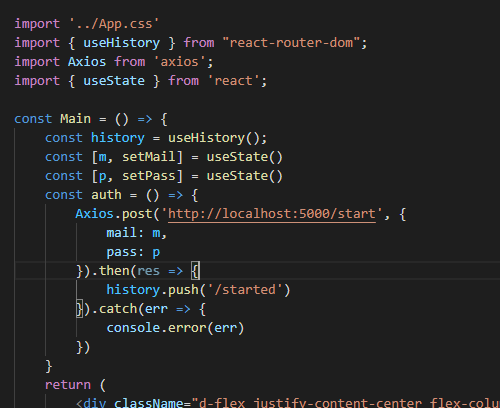 import '../App.css'
import { useHistory } from "react-router-dom";
import Axios from 'axios';
import { useState } from 'react';

const Main = () => {
    const history = useHistory();
    const [m, setMail] = useState()
    const [p, setPass] = useState()
    const auth = () => {
        Axios.post('http://localhost:5000/start', {
            mail: m,
            pass: p
        }).then(res => {
            history.push('/started')
        }).catch(err => {
            console.error(err)
        })
    }
    return (
        <div className="d-flex justify-content-center flex-colu